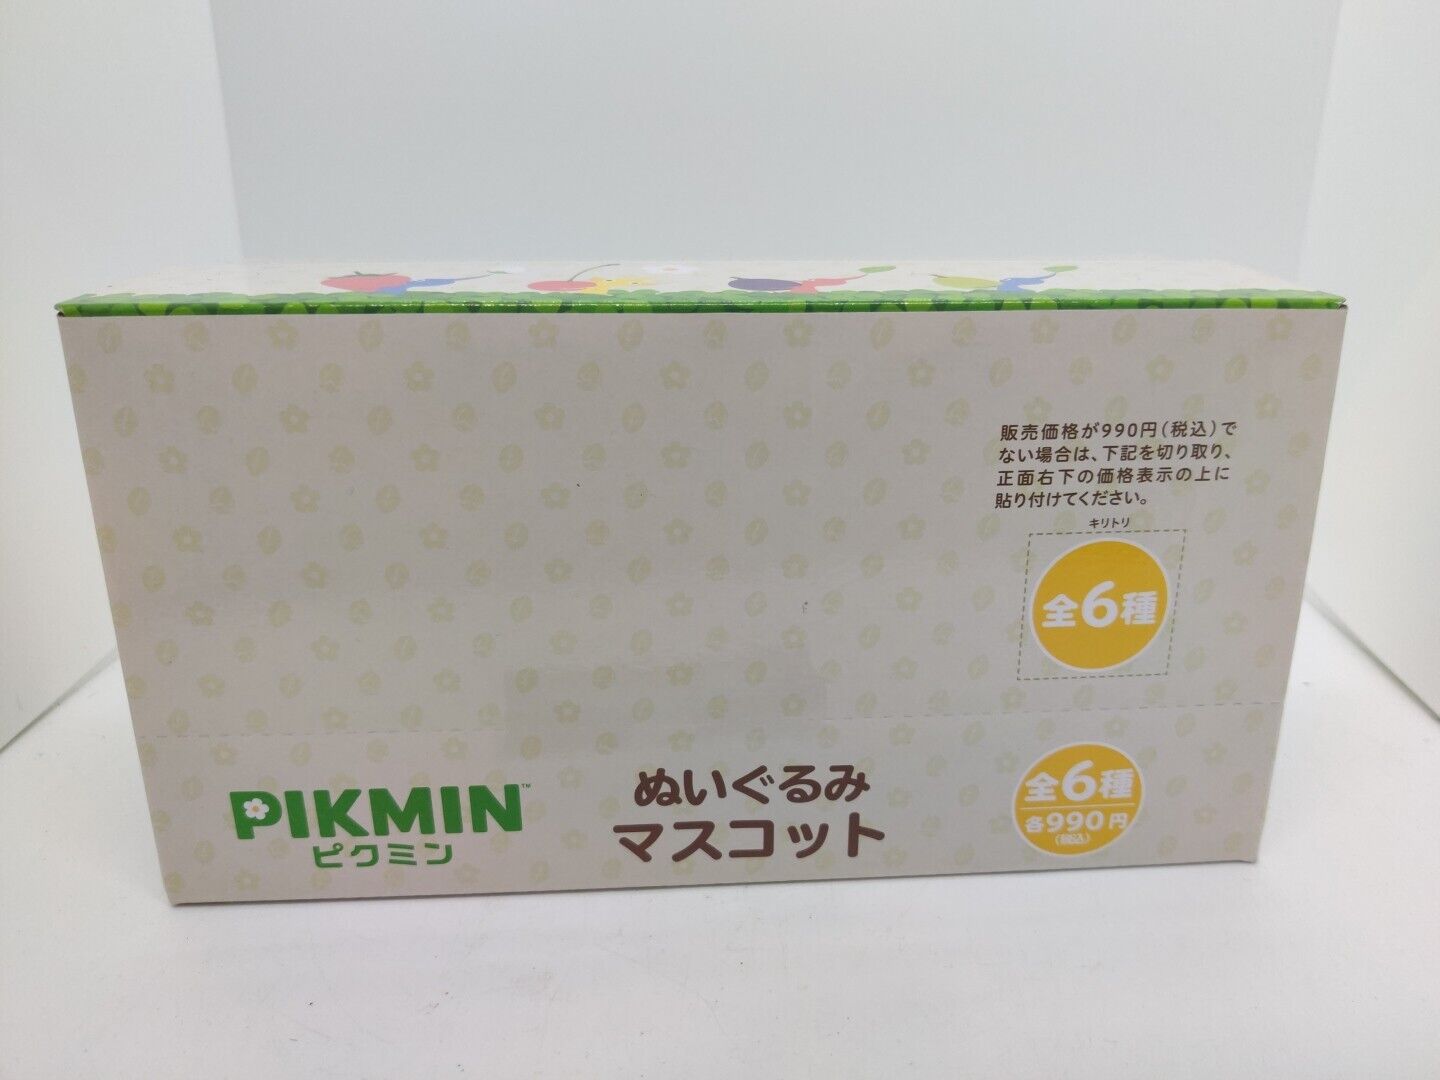 販売価格が990円(税込)で
ない場合は、下記を切り取り、
正面右下の価格表示の上に
貼り付けてください。
キリトリ
全6種
PIKMIN™
ピクミン
ぬいぐるみ
マスコット
全6種
各990円
(税込)